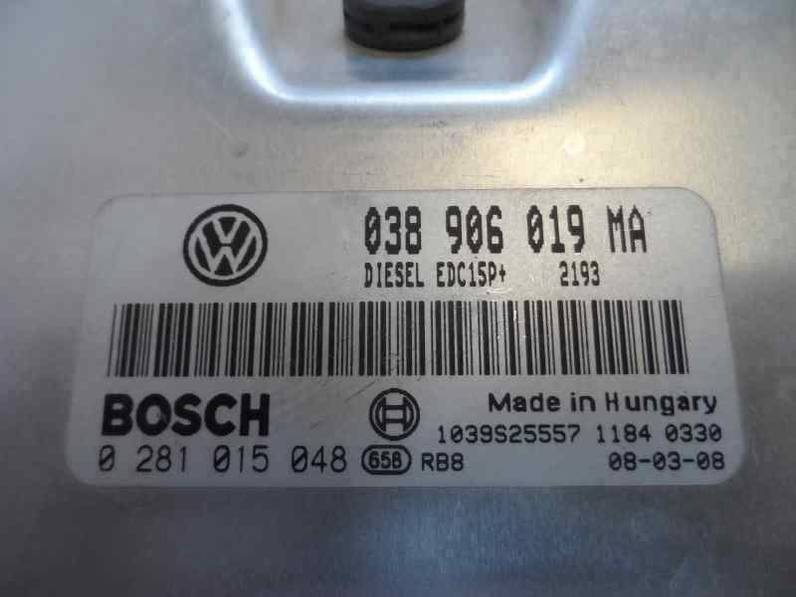 038 906 019 MA
DIESEL EDC15P+ 2193
BOSCH
Made in Hungary
1039S25557 1184 0330
0 281 015 048 65B RB8 08-03-08